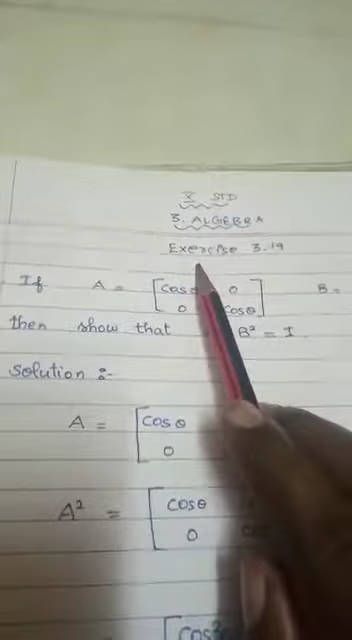 X STD
3. ALGEBRA
Exercise 3.19
If A = [cosθ 0 B =
0 cosθ]
then show that B² = I
Solution :-
A = [cosθ
0
A² = [cosθ
0